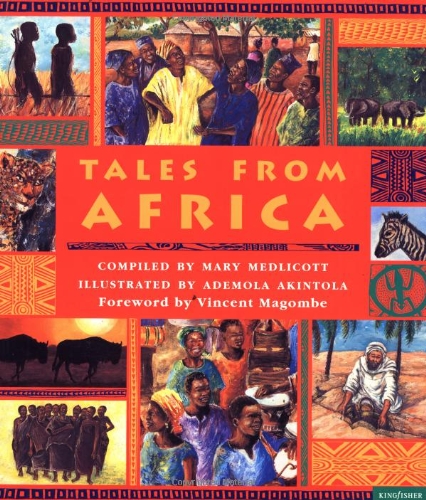 TALES FROM
AFRICA
COMPILED BY MARY MEDLICOTT
ILLUSTRATED BY ADEMOLA AKINTOLA
Foreword by Vincent Magombe
KINGFISHER